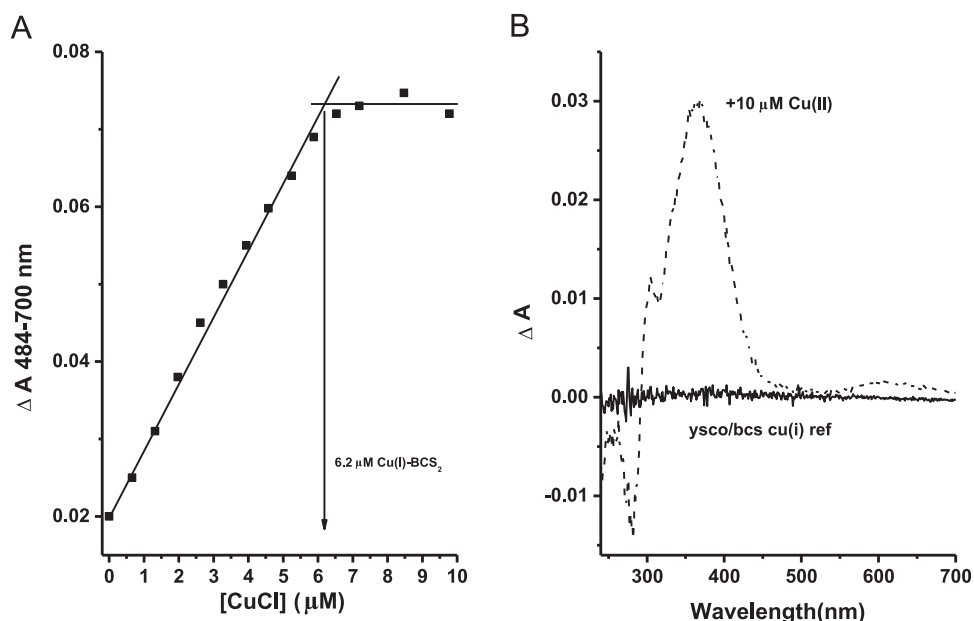 A
0.08
0.06
0.04
0.02
Δ A 484-700 nm
6.2 μM Cu(I)-BCS₂
0 1 2 3 4 5 6 7 8 9 10
[CuCl] (μM)
B
0.03
0.02
0.01
0.00
-0.01
Δ A
+10 μM Cu(II)
ysco/bcs cu(i) ref
300 400 500 600 700
Wavelength(nm)